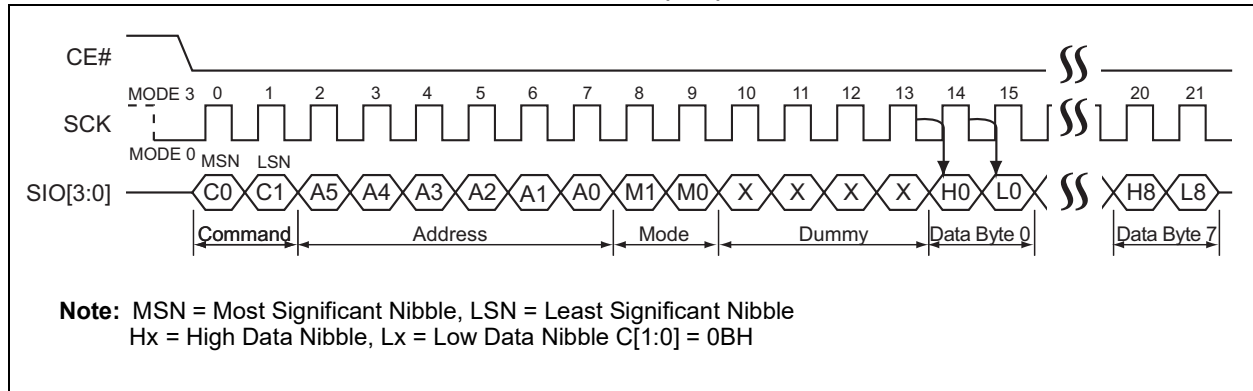 CE#
MODE 3 0 1 2 3 4 5 6 7 8 9 10 11 12 13 14 15 20 21
SCK
MODE 0
MSN LSN
SIO[3:0] C0 C1 A5 A4 A3 A2 A1 A0 M1 M0 X X X X H0 L0 H8 L8
Command Address Mode Dummy Data Byte 0 Data Byte 7
Note: MSN = Most Significant Nibble, LSN = Least Significant Nibble
Hx = High Data Nibble, Lx = Low Data Nibble C[1:0] = 0BH